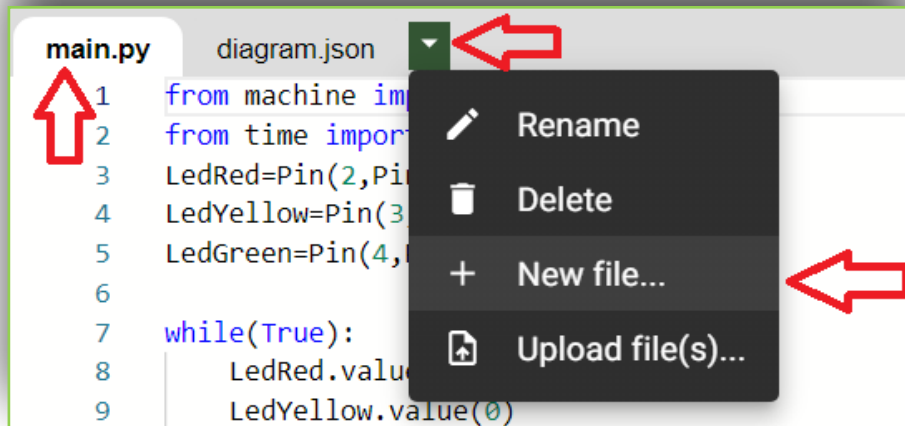 main.py diagram.json
1 from machine im
2 from time impor
3 LedRed=Pin(2,Pi
4 LedYellow=Pin(3
5 LedGreen=Pin(4,
6
7 while(True):
8 LedRed.valu
9 LedYellow.value(0)
Rename
Delete
New file...
Upload file(s)...